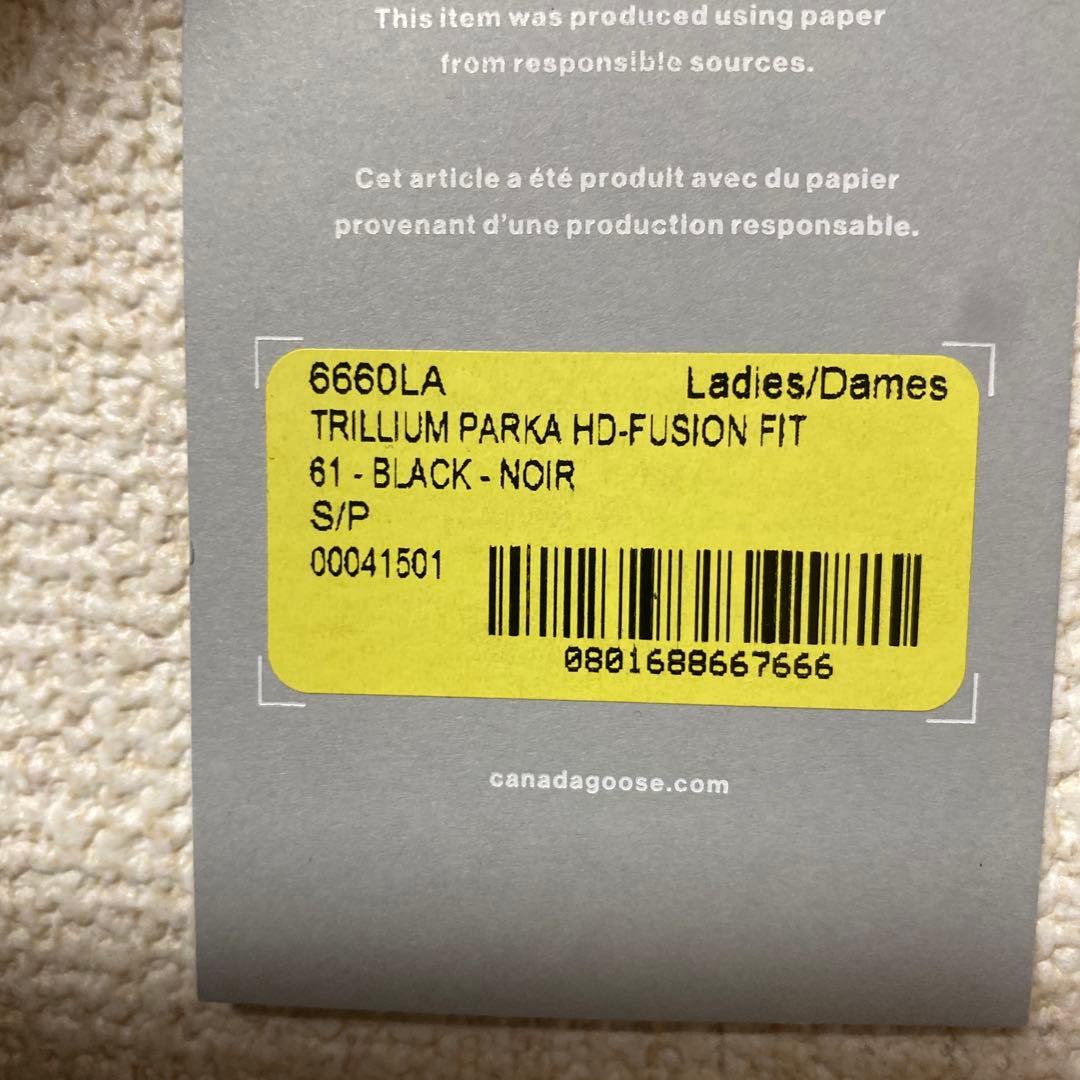 This item was produced using paper
from responsible sources.
Cet article a été produit avec du papier
provenant d'une production responsable.
6660LA Ladies/Dames
TRILLIUM PARKA HD-FUSION FIT
61 - BLACK - NOIR
S/P
00041501
0801688667666
canadagoose.com